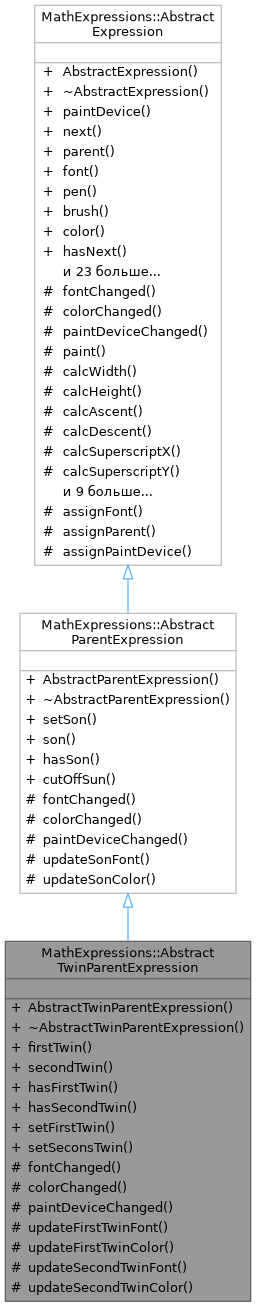 MathExpressions::Abstract
Expression
+ AbstractExpression()
+ ~AbstractExpression()
+ paintDevice()
+ next()
+ parent()
+ font()
+ pen()
+ brush()
+ color()
+ hasNext()
и 23 больше...
# fontChanged()
# colorChanged()
# paintDeviceChanged()
# paint()
# calcWidth()
# calcHeight()
# calcAscent()
# calcDescent()
# calcSuperscriptX()
# calcSuperscriptY()
и 9 больше...
# assignFont()
# assignParent()
# assignPaintDevice()
MathExpressions::Abstract
ParentExpression
+ AbstractParentExpression()
+ ~AbstractParentExpression()
+ setSon()
+ son()
+ hasSon()
+ cutOffSun()
# fontChanged()
# colorChanged()
# paintDeviceChanged()
# updateSonFont()
# updateSonColor()
MathExpressions::Abstract
TwinParentExpression
+ AbstractTwinParentExpression()
+ ~AbstractTwinParentExpression()
+ firstTwin()
+ secondTwin()
+ hasFirstTwin()
+ hasSecondTwin()
+ setFirstTwin()
+ setSeconsTwin()
# fontChanged()
# colorChanged()
# paintDeviceChanged()
# updateFirstTwinFont()
# updateFirstTwinColor()
# updateSecondTwinFont()
# updateSecondTwinColor()